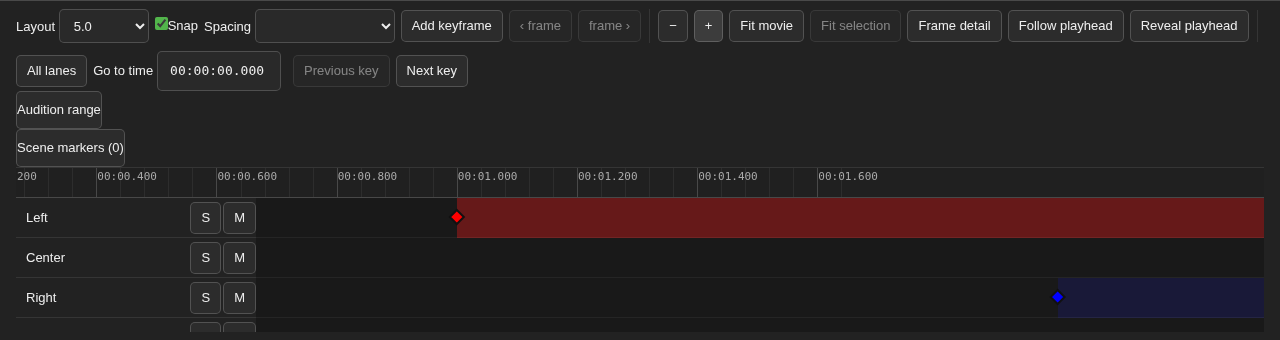 Layout 5.0 Snap Spacing Add keyframe ‹ frame frame › − + Fit movie Fit selection Frame detail Follow playhead Reveal playhead
All lanes Go to time 00:00:00.000 Previous key Next key
Audition range
Scene markers (0)
200 00:00.400 00:00.600 00:00.800 00:01.000 00:01.200 00:01.400 00:01.600
Left S M
Center S M
Right S M